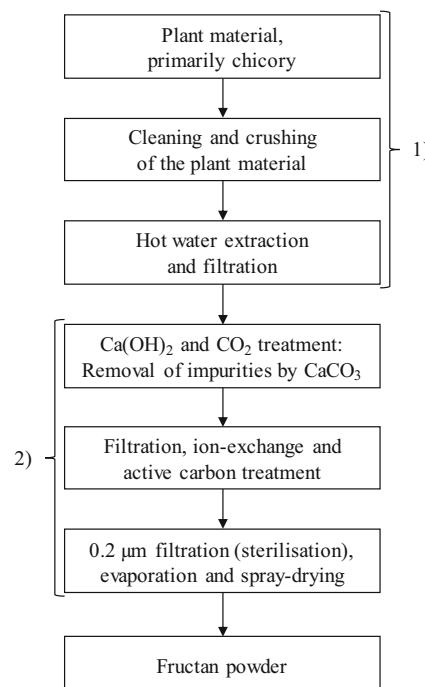 Plant material,
primarily chicory
Cleaning and crushing
of the plant material
1)
Hot water extraction
and filtration
Ca(OH)₂ and CO₂ treatment:
Removal of impurities by CaCO₃
2)
Filtration, ion-exchange and
active carbon treatment
0.2 μm filtration (sterilisation),
evaporation and spray-drying
Fructan powder